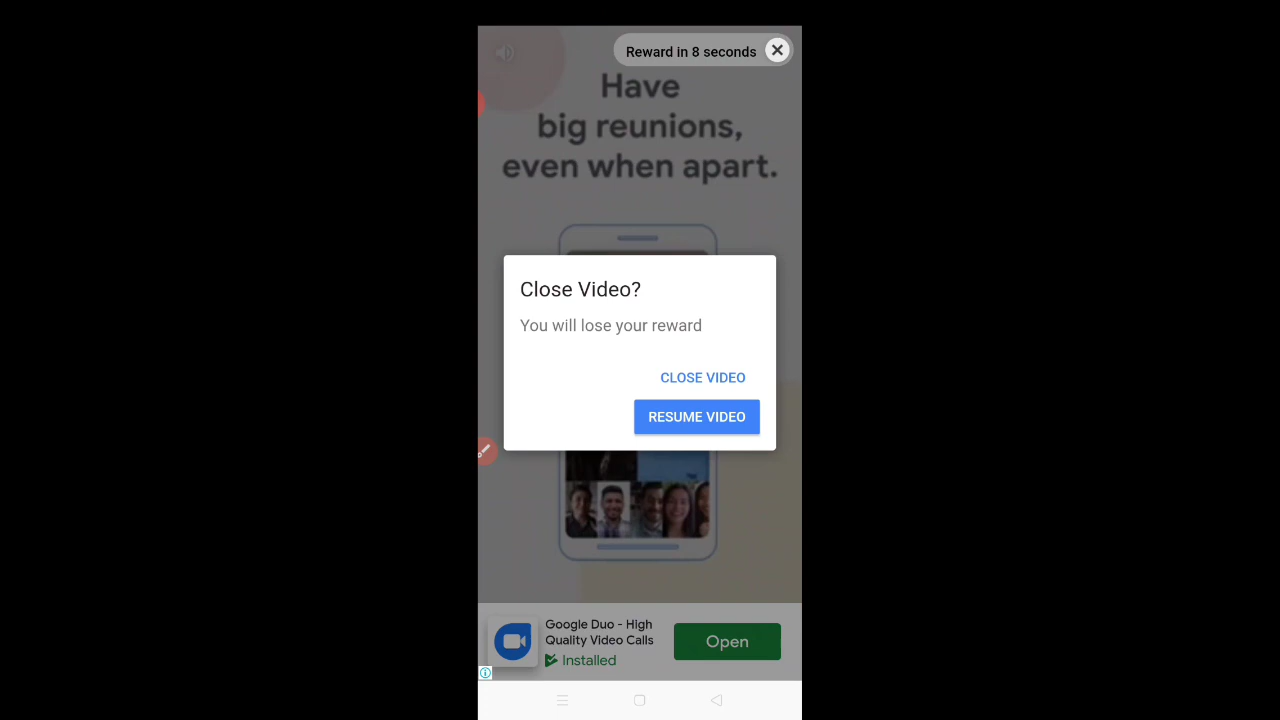 Reward in 8 seconds
Have
big reunions,
even when apart.
Close Video?
You will lose your reward
CLOSE VIDEO
RESUME VIDEO
Google Duo - High
Quality Video Calls
Installed
Open